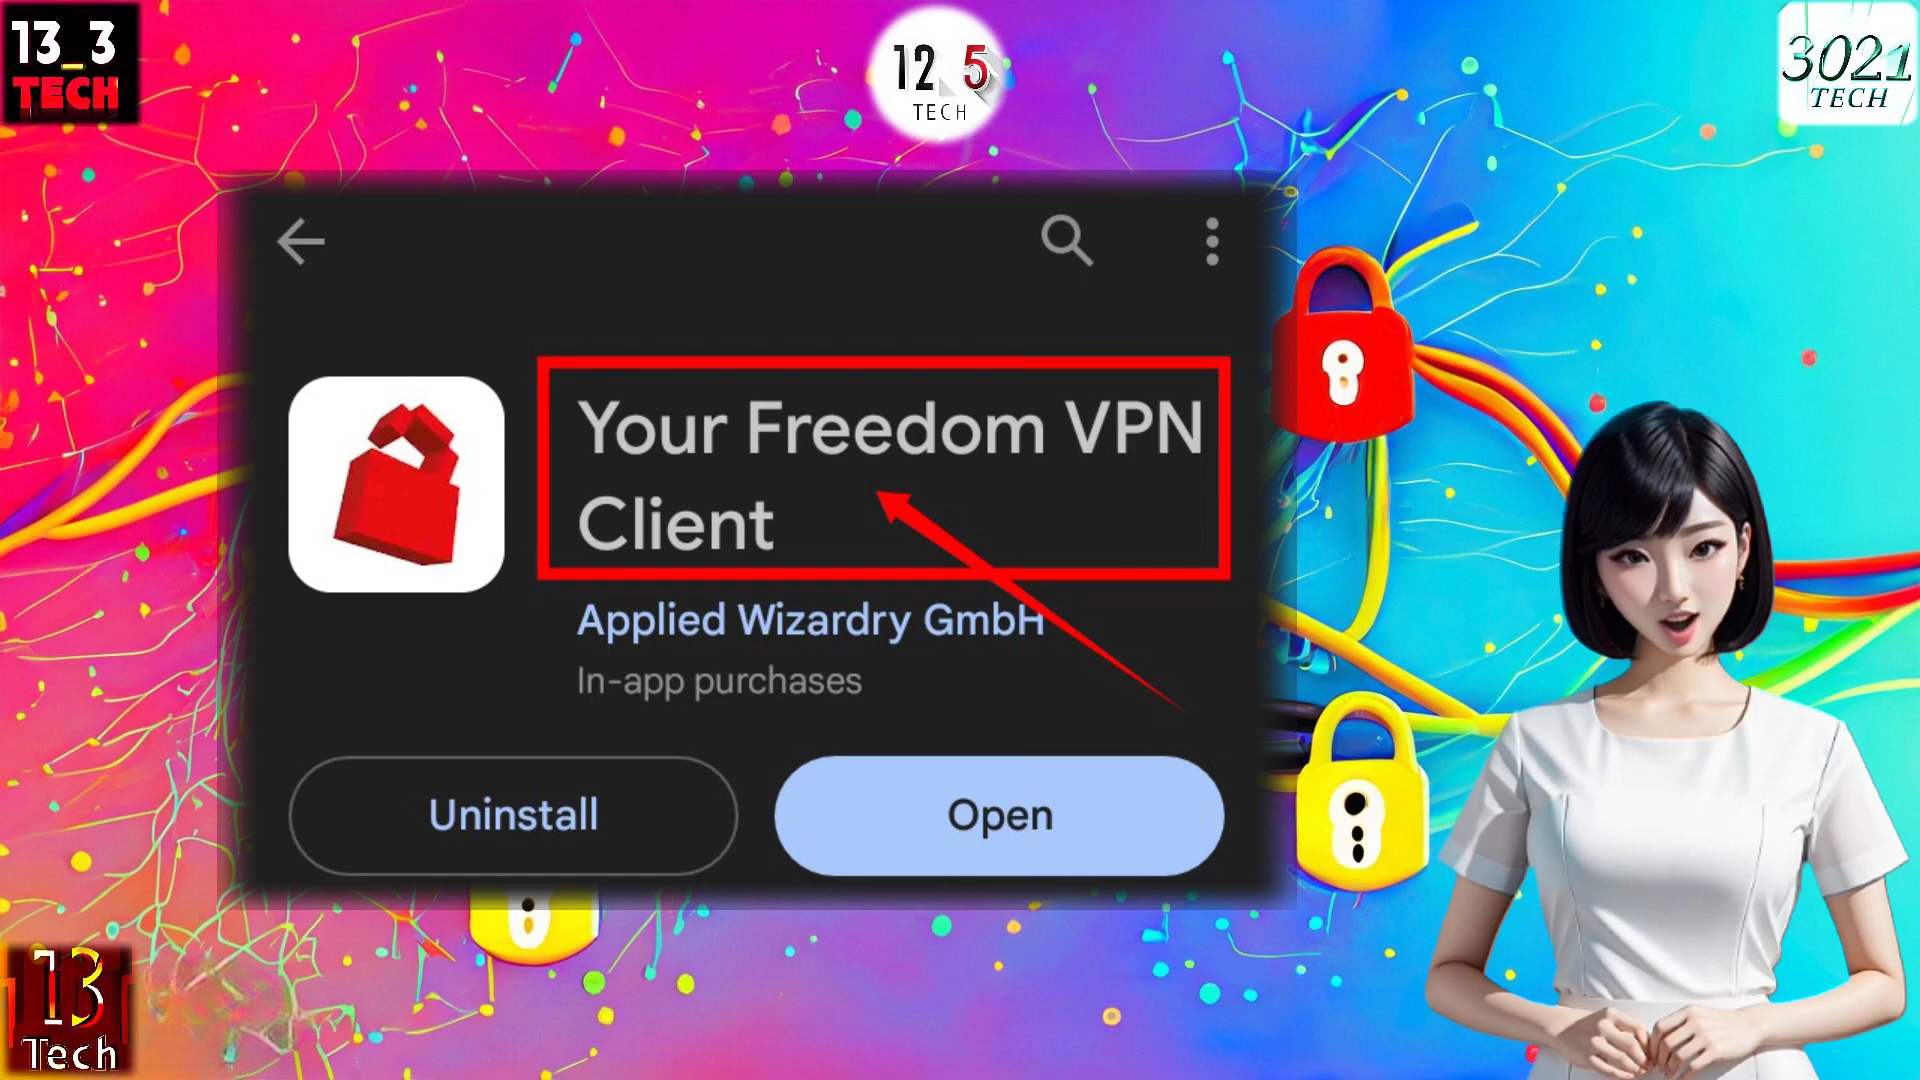 13_3
TECH
12 5
TECH
3021
TECH
Your Freedom VPN
Client
Applied Wizardry GmbH
In-app purchases
Uninstall
Open
13
Tech